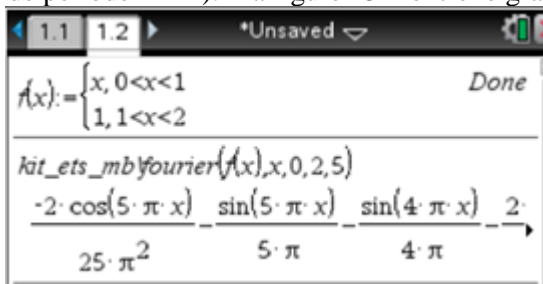 1.1 1.2 *Unsaved
f(x):={x, 0<x<1 Done
1, 1<x<2
kit_ets_mb\fourier(f(x),x,0,2,5)
-2·cos(5·π·x)/25·π² - sin(5·π·x)/5·π - sin(4·π·x)/4·π - 2·